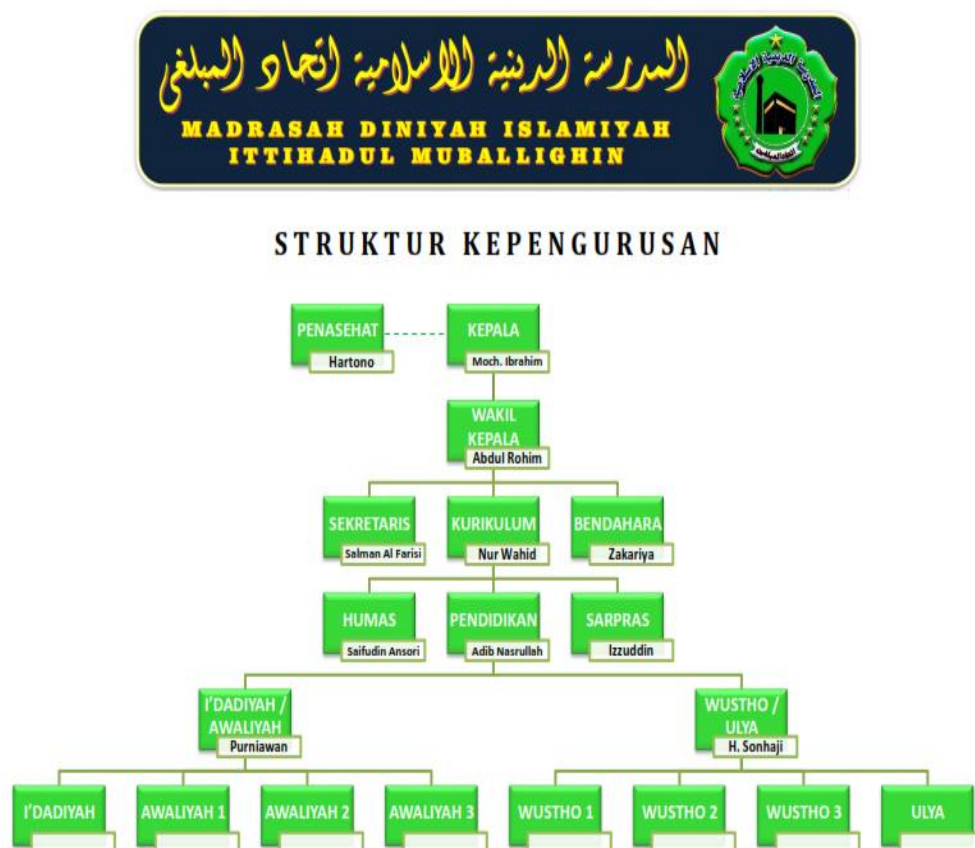 المدرسة الدينية الإسلامية اتحاد المبلغي
MADRASAH DINIYAH ISLAMIYAH
ITTIHADUL MUBALLIGHIN
STRUKTUR KEPENGURUSAN
PENASEHAT
Hartono
KEPALA
Moch. Ibrahim
WAKIL
KEPALA
Abdul Rohim
SEKRETARIS
Salman Al Farisi
KURIKULUM
Nur Wahid
BENDAHARA
Zakariya
HUMAS
Saifudin Ansori
PENDIDIKAN
Adib Nasrullah
SARPRAS
Izzuddin
I'DADIYAH /
AWALIYAH
Purniawan
WUSTHO /
ULYA
H. Sonhaji
I'DADIYAH
AWALIYAH 1
AWALIYAH 2
AWALIYAH 3
WUSTHO 1
WUSTHO 2
WUSTHO 3
ULYA